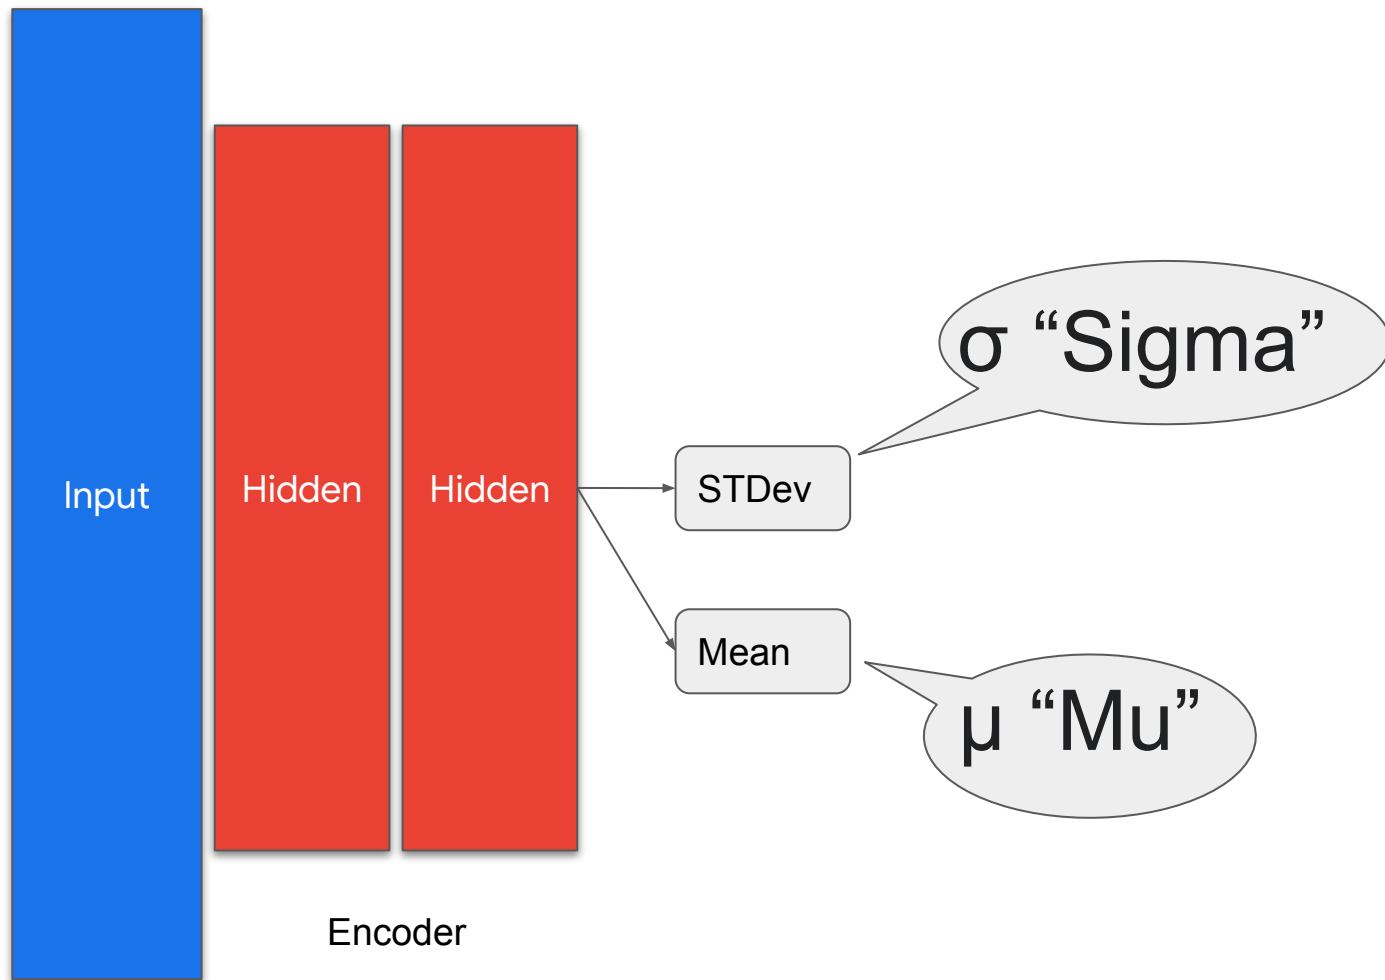 Input
Hidden
Hidden
STDev
σ “Sigma”
Mean
μ “Mu”
Encoder